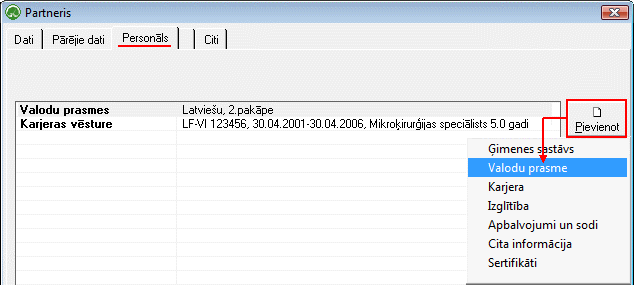 Partneris
Dati Pārējie dati Personāls Citi
Valodu prasmes Latviešu, 2.pakāpe
Karjeras vēsture LF-VI 123456, 30.04.2001-30.04.2006, Mikroķirurģijas speciālists 5.0 gadi
Pievienot
Ģimenes sastāvs
Valodu prasme
Karjera
Izglītība
Apbalvojumi un sodi
Cita informācija
Sertifikāti